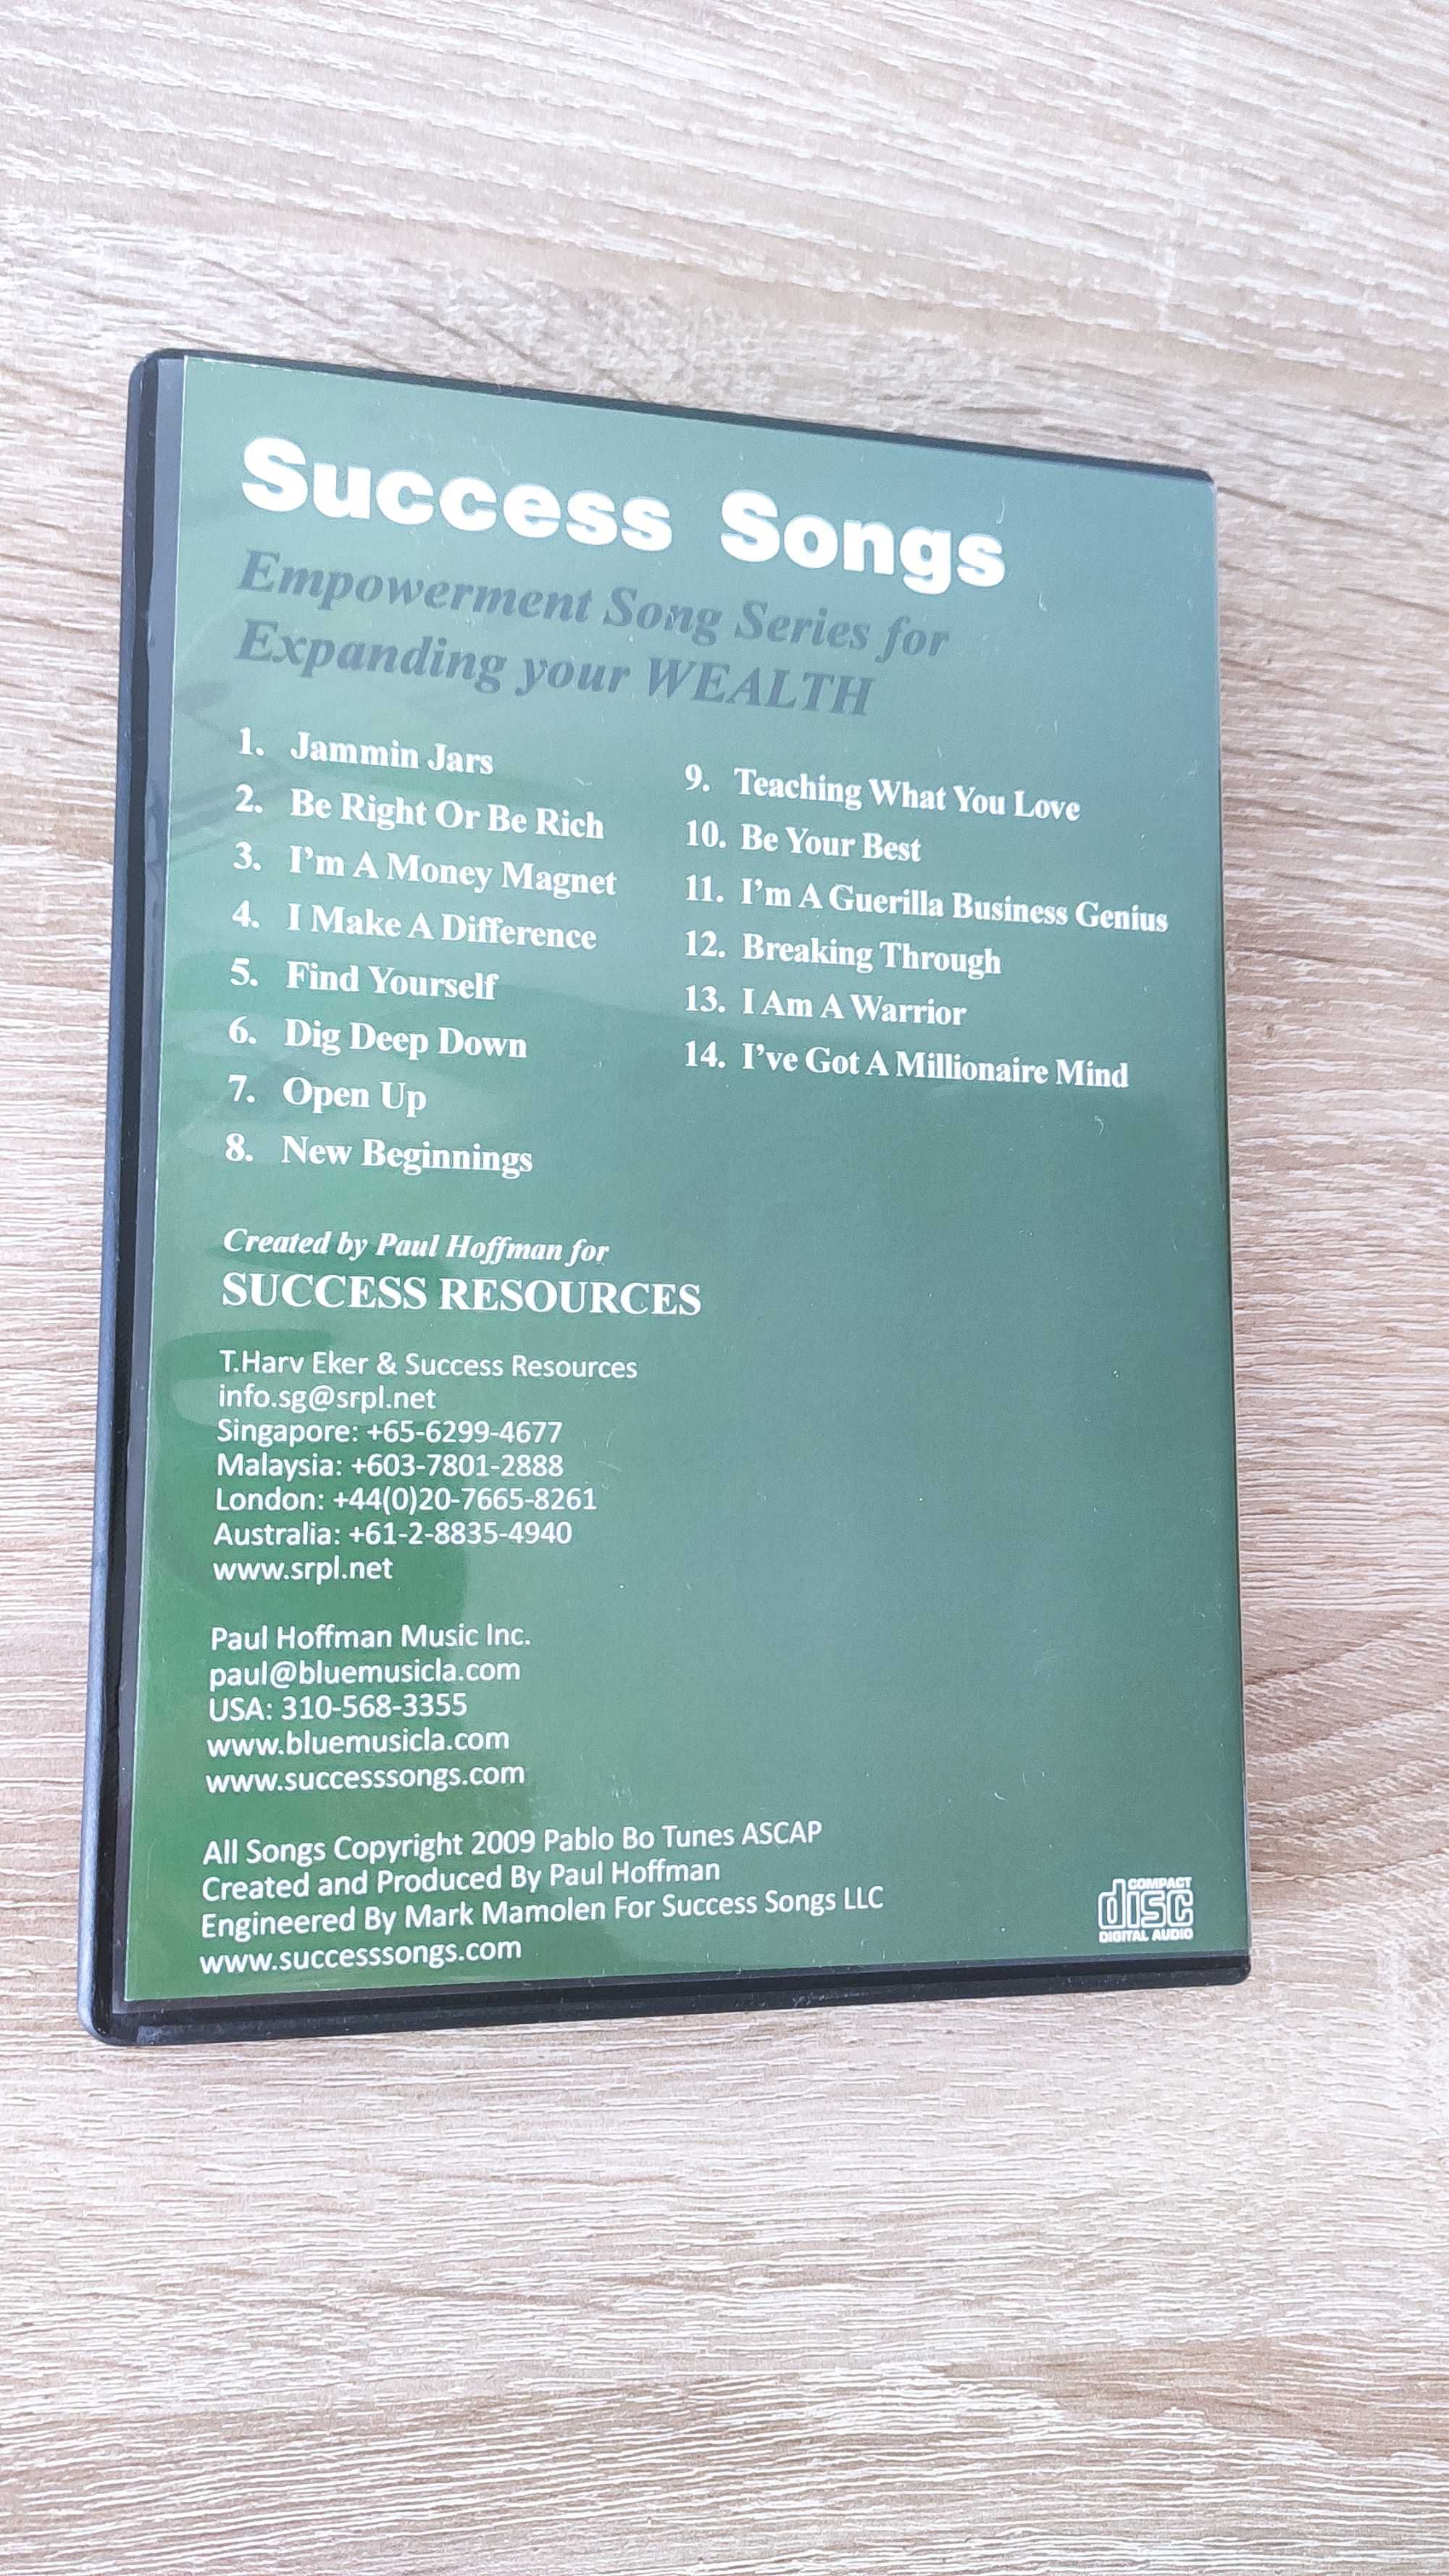 Success Songs
Empowerment Song Series for
Expanding your WEALTH
1. Jammin Jars
2. Be Right Or Be Rich
3. I'm A Money Magnet
4. I Make A Difference
5. Find Yourself
6. Dig Deep Down
7. Open Up
8. New Beginnings
9. Teaching What You Love
10. Be Your Best
11. I'm A Guerilla Business Genius
12. Breaking Through
13. I Am A Warrior
14. I've Got A Millionaire Mind
Created by Paul Hoffman for
SUCCESS RESOURCES
T.Harv Eker & Success Resources
info.sg@srpl.net
Singapore: +65-6299-4677
Malaysia: +603-7801-2888
London: +44(0)20-7665-8261
Australia: +61-2-8835-4940
www.srpl.net
Paul Hoffman Music Inc.
paul@bluemusicla.com
USA: 310-568-3355
www.bluemusicla.com
www.successsongs.com
All Songs Copyright 2009 Pablo Bo Tunes ASCAP
Created and Produced By Paul Hoffman
Engineered By Mark Mamolen For Success Songs LLC
www.successsongs.com
COMPACT
disc
DIGITAL AUDIO